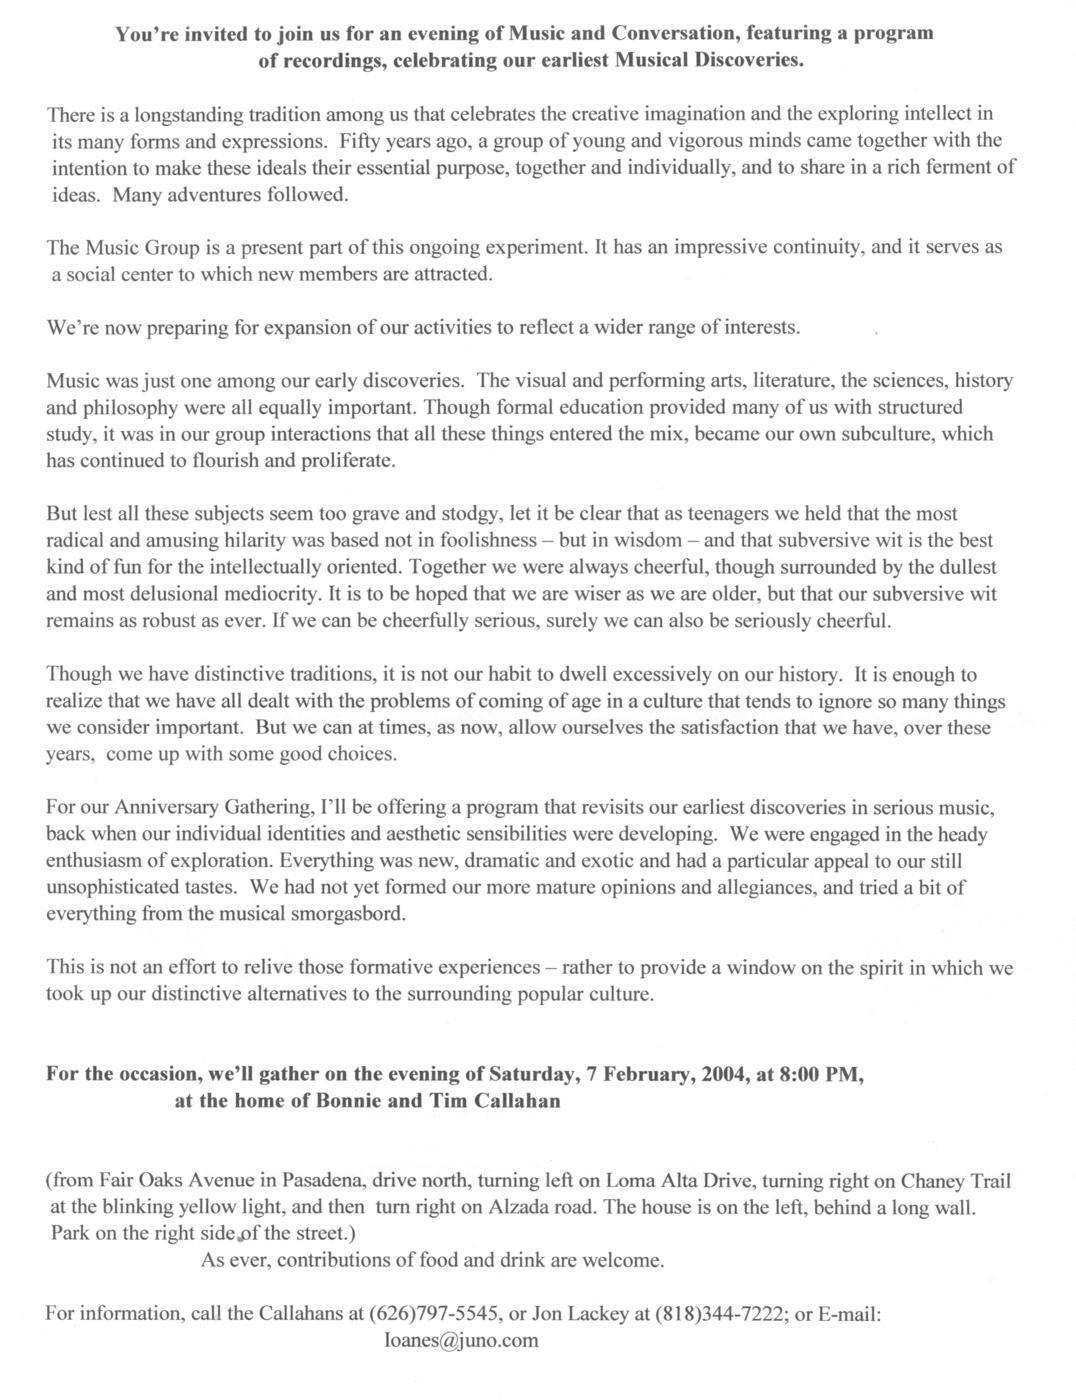 You're invited to join us for an evening of Music and Conversation, featuring a program
of recordings, celebrating our earliest Musical Discoveries.
There is a longstanding tradition among us that celebrates the creative imagination and the exploring intellect in
its many forms and expressions.  Fifty years ago, a group of young and vigorous minds came together with the
intention to make these ideals their essential purpose, together and individually, and to share in a rich ferment of
ideas.  Many adventures followed.
The Music Group is a present part of this ongoing experiment. It has an impressive continuity, and it serves as
a social center to which new members are attracted.
We're now preparing for expansion of our activities to reflect a wider range of interests.
Music was just one among our early discoveries.  The visual and performing arts, literature, the sciences, history
and philosophy were all equally important. Though formal education provided many of us with structured
study, it was in our group interactions that all these things entered the mix, became our own subculture, which
has continued to flourish and proliferate.
But lest all these subjects seem too grave and stodgy, let it be clear that as teenagers we held that the most
radical and amusing hilarity was based not in foolishness – but in wisdom – and that subversive wit is the best
kind of fun for the intellectually oriented. Together we were always cheerful, though surrounded by the dullest
and most delusional mediocrity. It is to be hoped that we are wiser as we are older, but that our subversive wit
remains as robust as ever. If we can be cheerfully serious, surely we can also be seriously cheerful.
Though we have distinctive traditions, it is not our habit to dwell excessively on our history.  It is enough to
realize that we have all dealt with the problems of coming of age in a culture that tends to ignore so many things
we consider important.  But we can at times, as now, allow ourselves the satisfaction that we have, over these
years,  come up with some good choices.
For our Anniversary Gathering, I'll be offering a program that revisits our earliest discoveries in serious music,
back when our individual identities and aesthetic sensibilities were developing.  We were engaged in the heady
enthusiasm of exploration. Everything was new, dramatic and exotic and had a particular appeal to our still
unsophisticated tastes.  We had not yet formed our more mature opinions and allegiances, and tried a bit of
everything from the musical smorgasbord.
This is not an effort to relive those formative experiences – rather to provide a window on the spirit in which we
took up our distinctive alternatives to the surrounding popular culture.
For the occasion, we'll gather on the evening of Saturday, 7 February, 2004, at 8:00 PM,
at the home of Bonnie and Tim Callahan
(from Fair Oaks Avenue in Pasadena, drive north, turning left on Loma Alta Drive, turning right on Chaney Trail
at the blinking yellow light, and then  turn right on Alzada road. The house is on the left, behind a long wall.
Park on the right side of the street.)
As ever, contributions of food and drink are welcome.
For information, call the Callahans at (626)797-5545, or Jon Lackey at (818)344-7222; or E-mail:
Ioanes@juno.com